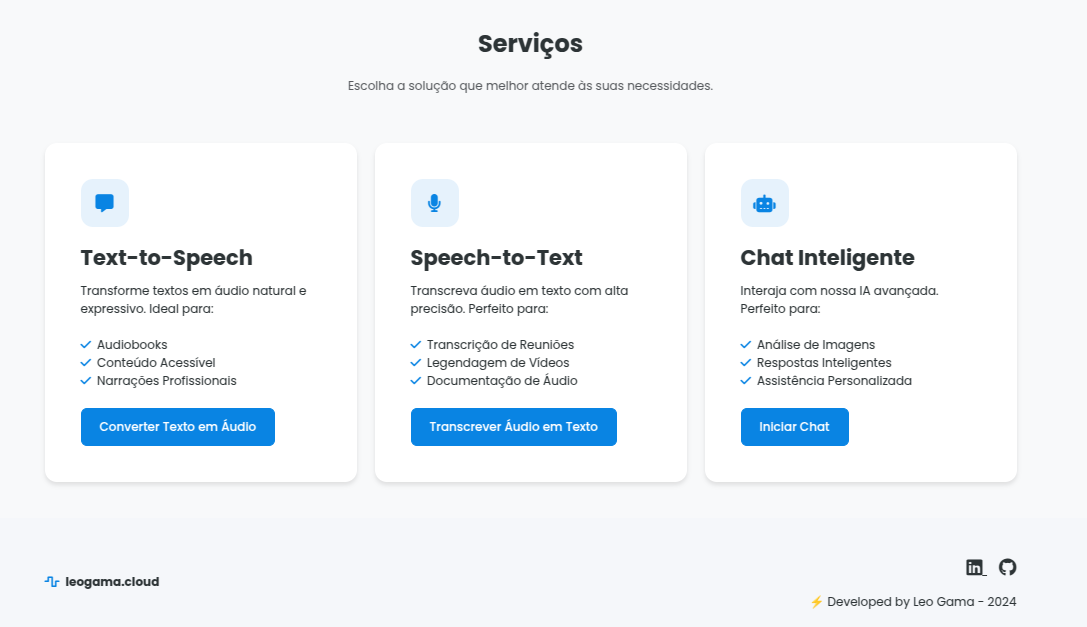 Serviços
Escolha a solução que melhor atende às suas necessidades.
Text-to-Speech
Transforme textos em áudio natural e
expressivo. Ideal para:
Audiobooks
Conteúdo Acessível
Narrações Profissionais
Converter Texto em Áudio
Speech-to-Text
Transcreva áudio em texto com alta
precisão. Perfeito para:
Transcrição de Reuniões
Legendagem de Vídeos
Documentação de Áudio
Transcrever Áudio em Texto
Chat Inteligente
Interaja com nossa IA avançada.
Perfeito para:
Análise de Imagens
Respostas Inteligentes
Assistência Personalizada
Iniciar Chat
leogama.cloud
in
⚡ Developed by Leo Gama - 2024